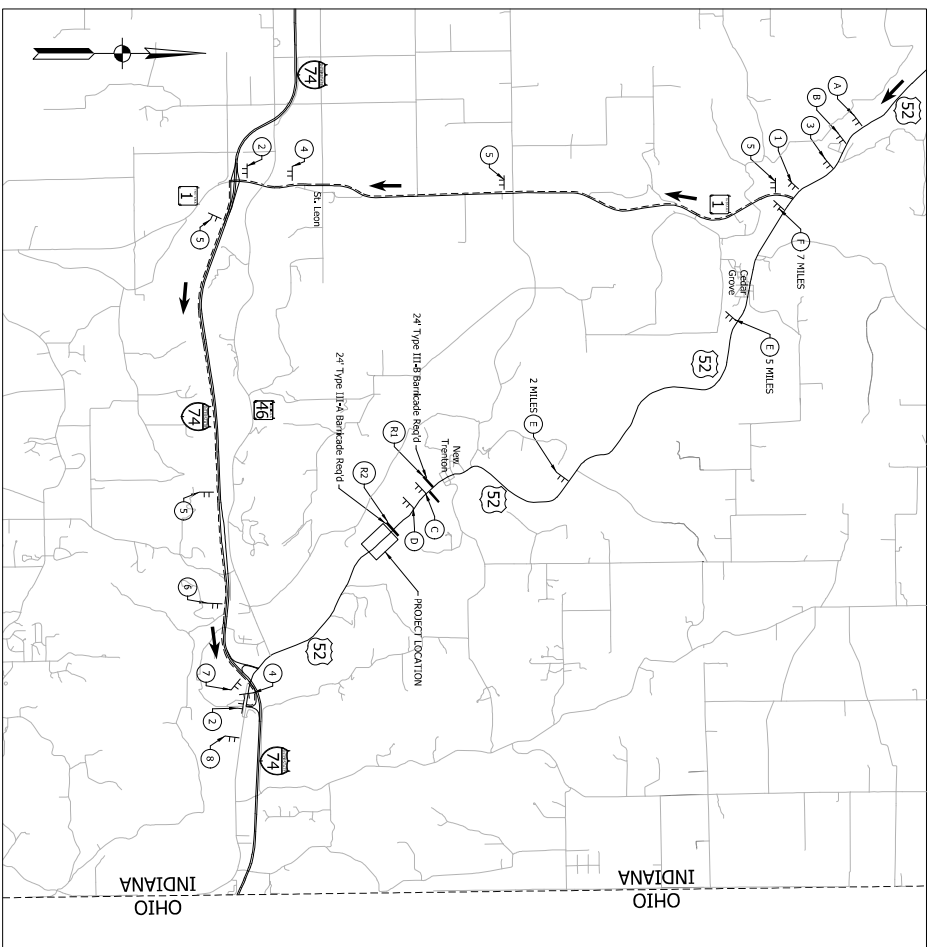 52
A
B
3
1
5
F 7 MILES
1
Cedar
Grove
E 5 MILES
52
2 MILES E
5
4
2
St. Leon
1
5
74
24' Type III-B Barricade Req'd
24' Type III-A Barricade Req'd
R1
R2
New
Trenton
52
C
D
PROJECT LOCATION
46
74
5
6
52
7
4
2
8
74
INDIANA
OHIO
INDIANA
OHIO